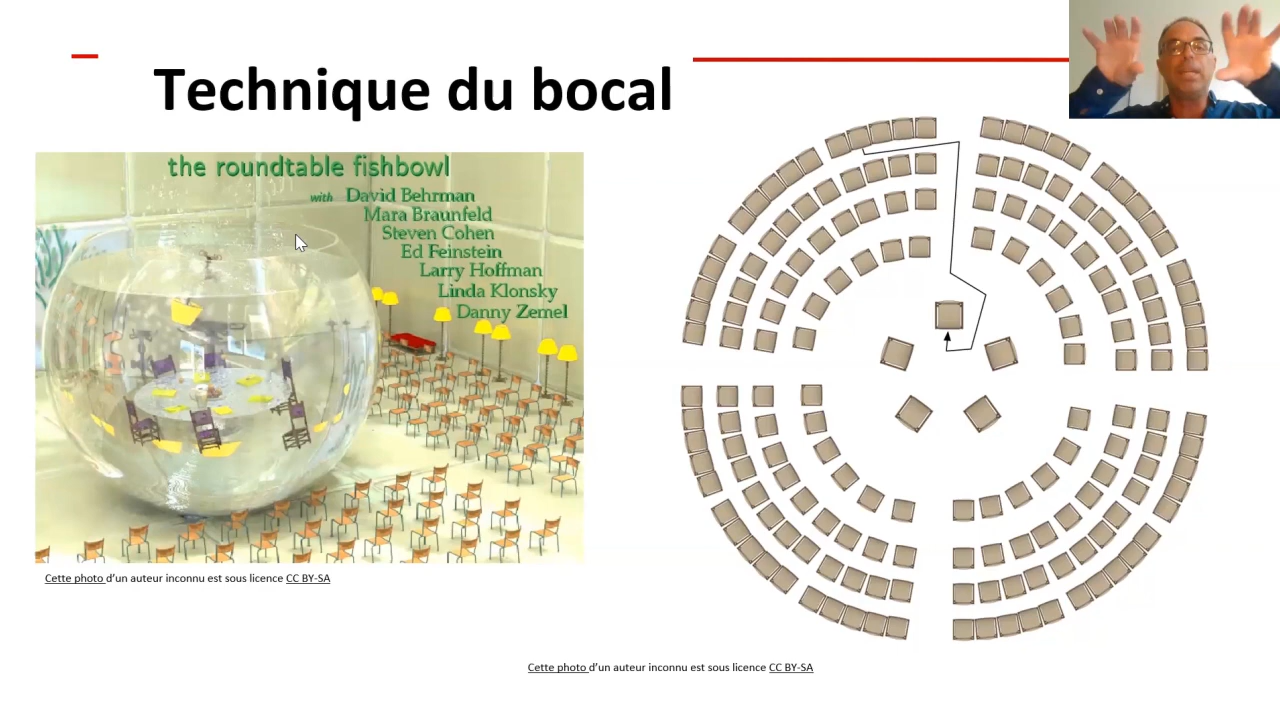 Technique du bocal
the roundtable fishbowl
with David Behrman
Mara Braunfeld
Steven Cohen
Ed Feinstein
Larry Hoffman
Linda Klonsky
Danny Zemel
Cette photo d’un auteur inconnu est sous licence CC BY-SA
Cette photo d’un auteur inconnu est sous licence CC BY-SA